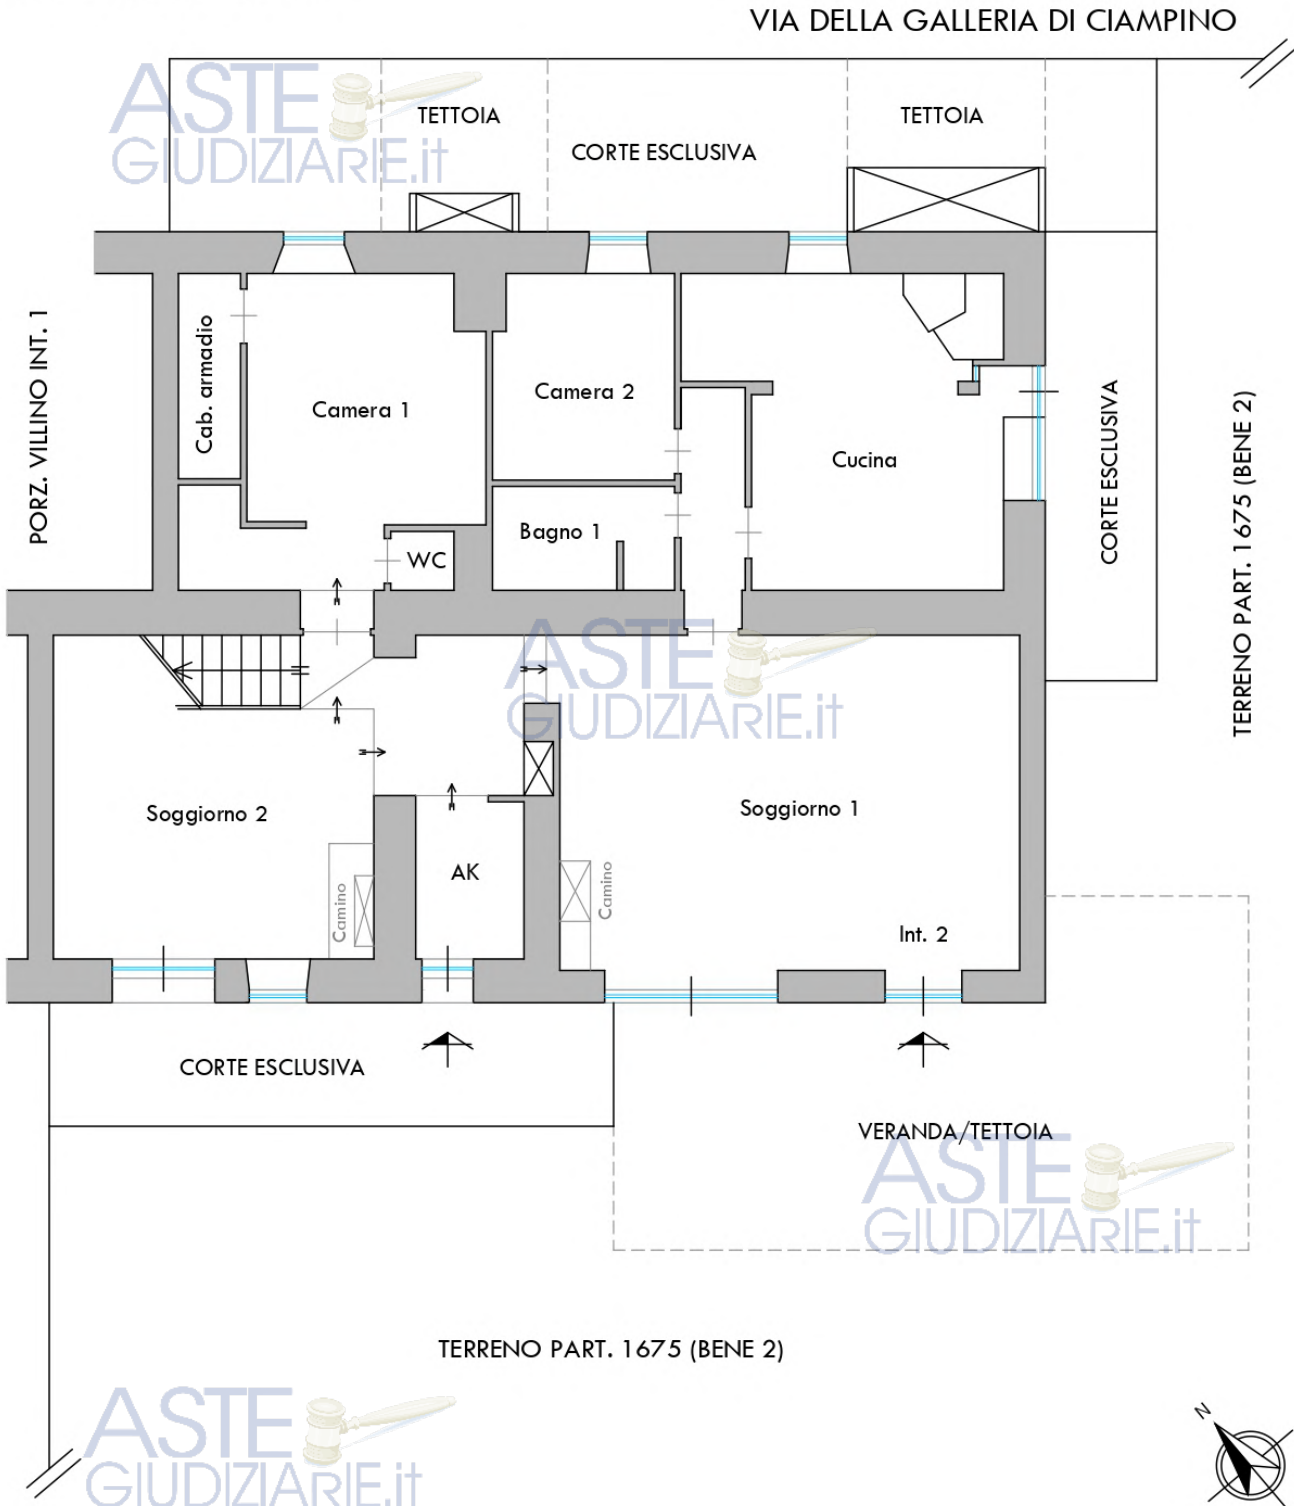 VIA DELLA GALLERIA DI CIAMPINO
ASTE
GIUDIZIARIE.it
TETTOIA
TETTOIA
CORTE ESCLUSIVA
PORZ. VILLINO INT. 1
Cab. armadio
Camera 1
Camera 2
Cucina
CORTE ESCLUSIVA
TERRENO PART. 1675 (BENE 2)
Bagno 1
WC
ASTE
GIUDIZIARIE.it
Soggiorno 2
Soggiorno 1
AK
Camino
Camino
Int. 2
CORTE ESCLUSIVA
VERANDA/TETTOIA
ASTE
GIUDIZIARIE.it
TERRENO PART. 1675 (BENE 2)
ASTE
GIUDIZIARIE.it
N